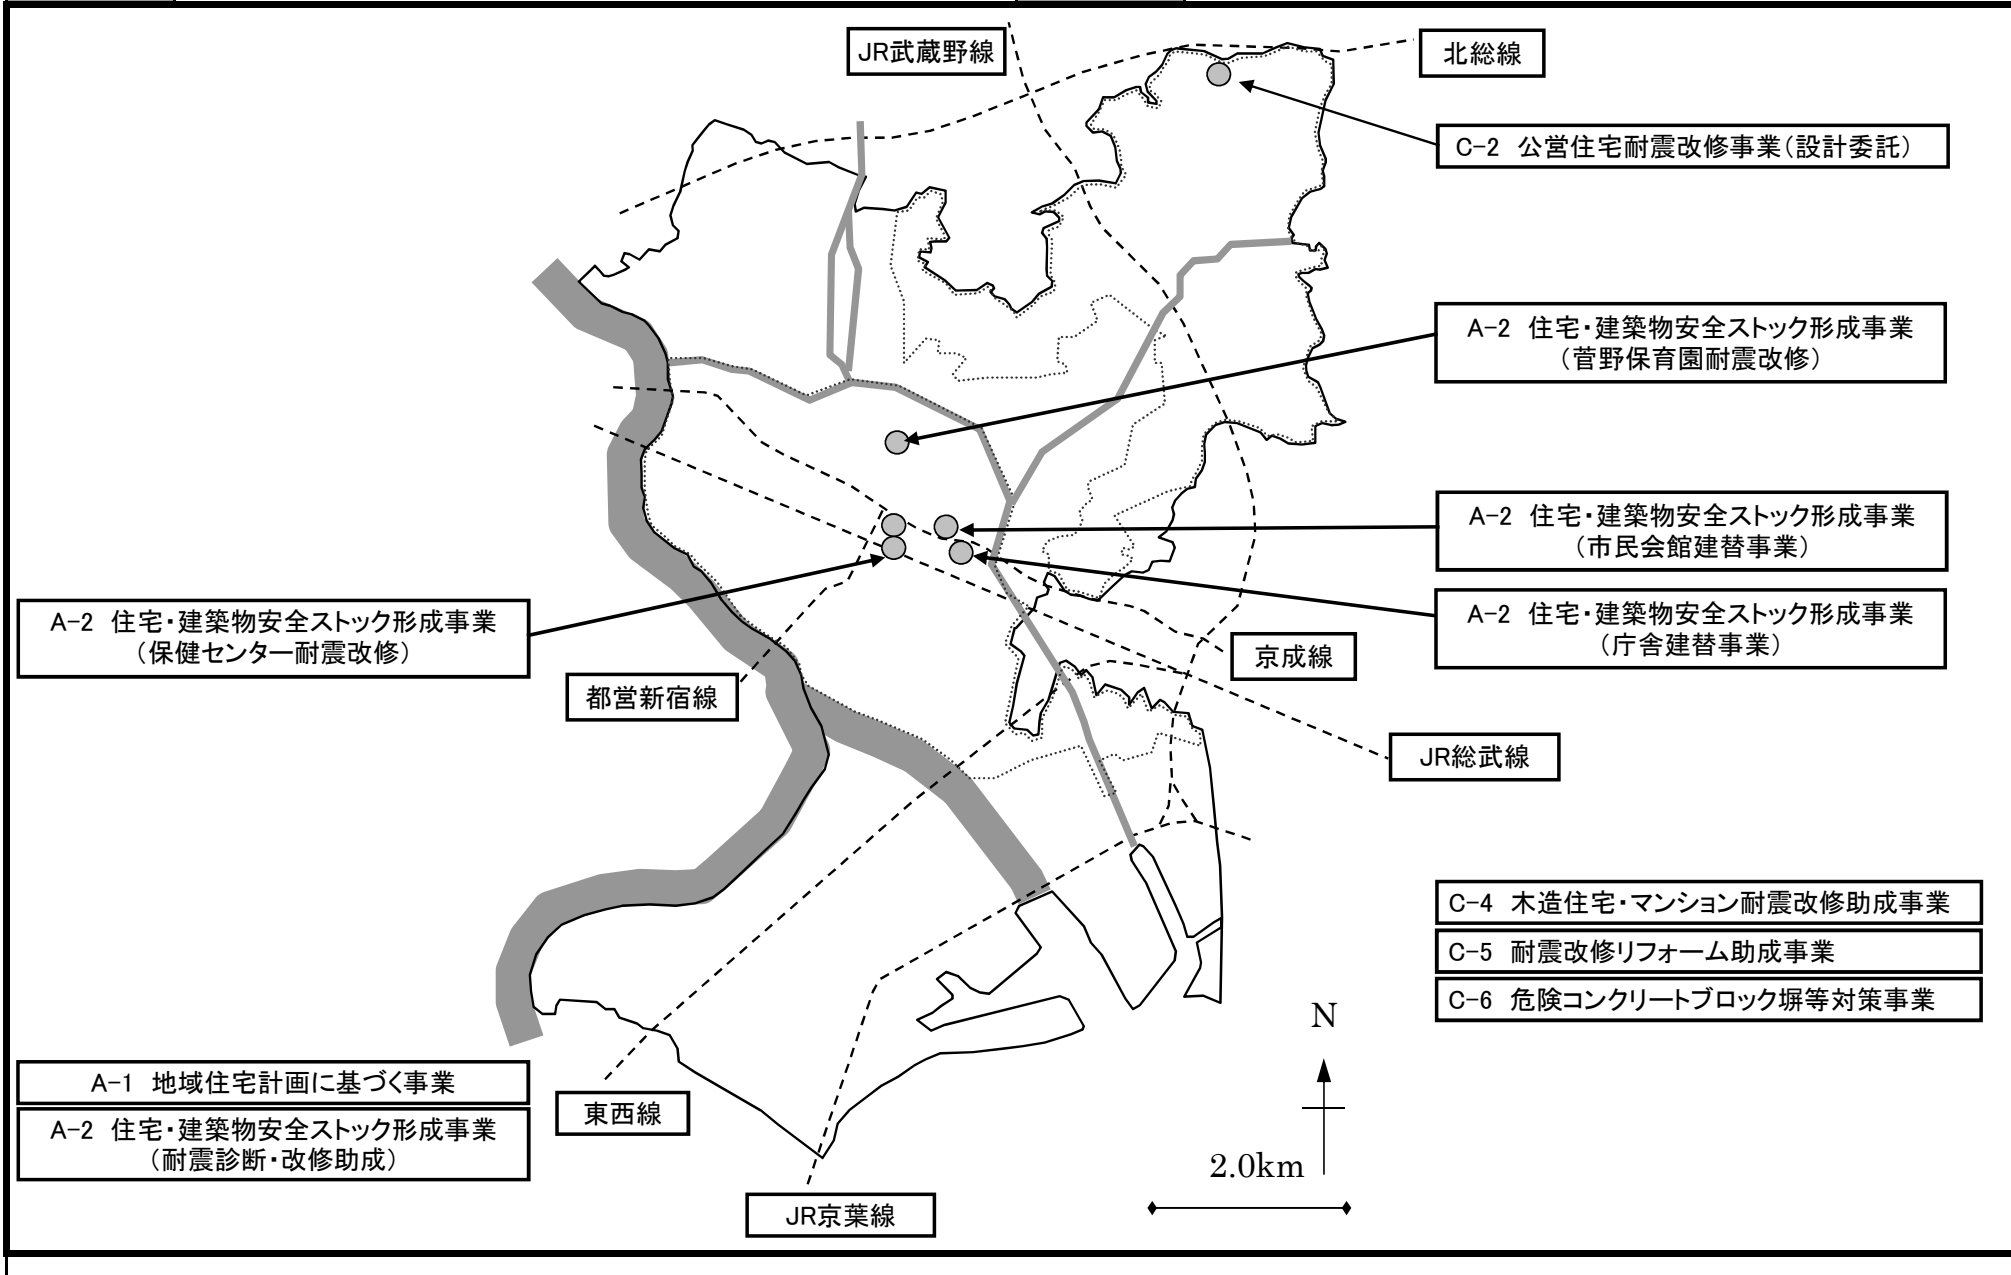 JR武蔵野線
北総線
C-2 公営住宅耐震改修事業(設計委託)
A-2 住宅・建築物安全ストック形成事業
(菅野保育園耐震改修)
A-2 住宅・建築物安全ストック形成事業
(市民会館建替事業)
A-2 住宅・建築物安全ストック形成事業
(庁舎建替事業)
A-2 住宅・建築物安全ストック形成事業
(保健センター耐震改修)
京成線
都営新宿線
JR総武線
C-4 木造住宅・マンション耐震改修助成事業
C-5 耐震改修リフォーム助成事業
C-6 危険コンクリートブロック塀等対策事業
N
A-1 地域住宅計画に基づく事業
A-2 住宅・建築物安全ストック形成事業
(耐震診断・改修助成)
東西線
2.0km
JR京葉線